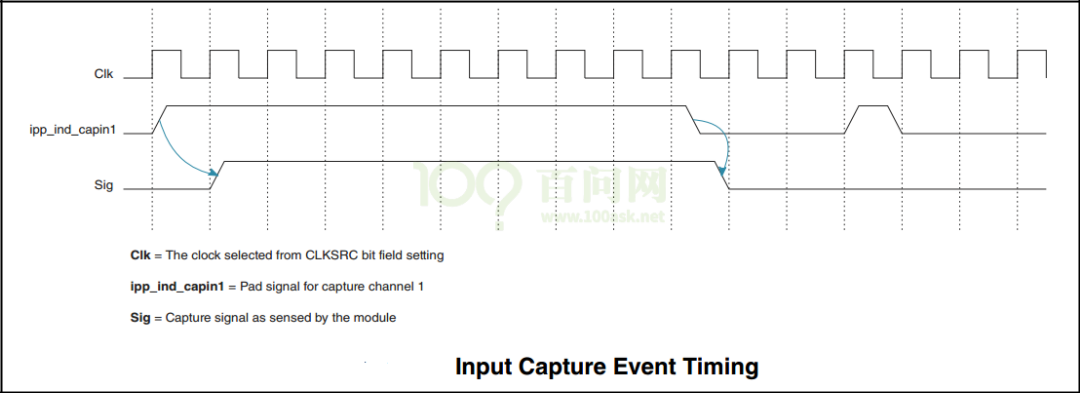 Clk
ipp_ind_capin1
Sig
100 百问网
www.100ask.net
Clk = The clock selected from CLKSRC bit field setting
ipp_ind_capin1 = Pad signal for capture channel 1
Sig = Capture signal as sensed by the module
Input Capture Event Timing